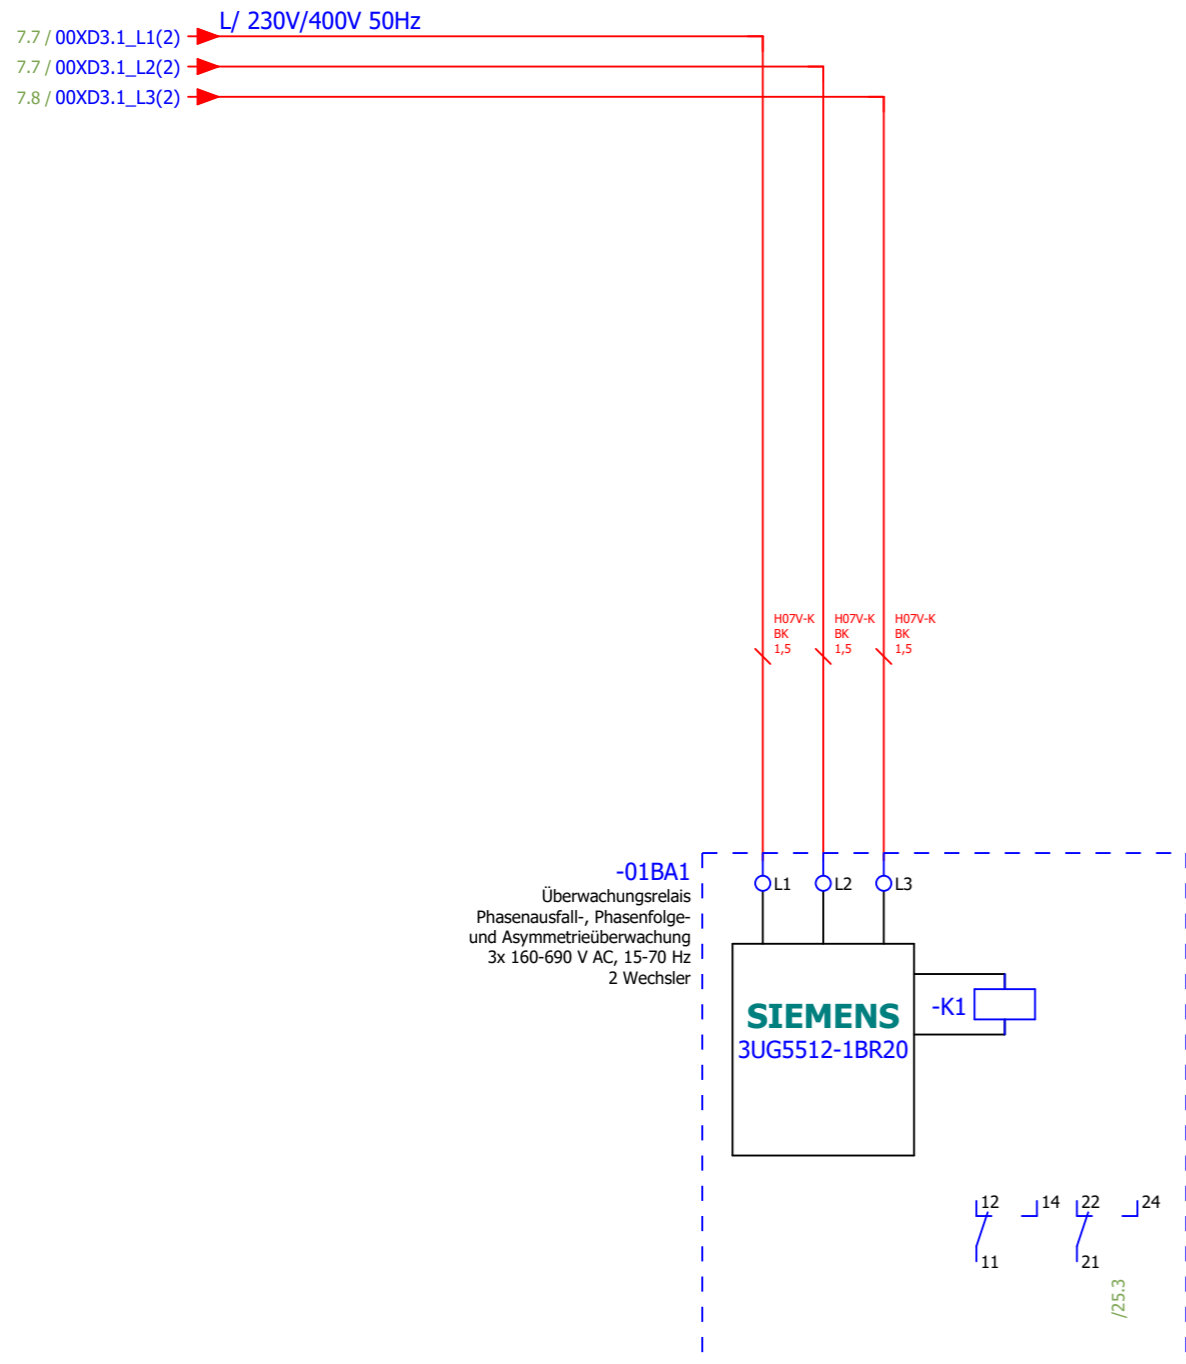 L/ 230V/400V 50Hz
7.7 / 00XD3.1_L1(2)
7.7 / 00XD3.1_L2(2)
7.8 / 00XD3.1_L3(2)
H07V-K
BK
1,5
H07V-K
BK
1,5
H07V-K
BK
1,5
-01BA1
Überwachungsrelais
Phasenausfall-, Phasenfolge-
und Asymmetrieüberwachung
3x 160-690 V AC, 15-70 Hz
2 Wechsler
L1 L2 L3
SIEMENS
3UG5512-1BR20
-K1
12 14 22 24
11 21
/25.3